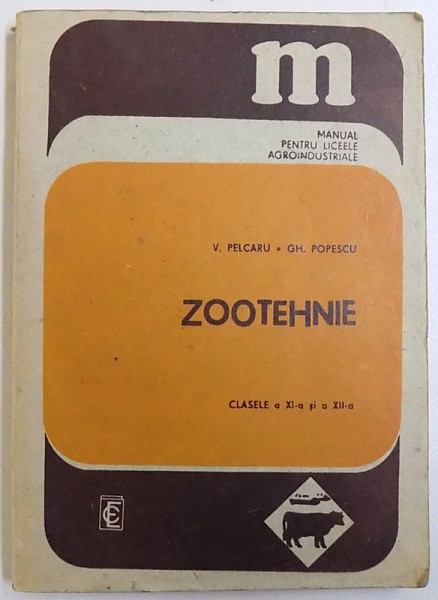 m
MANUAL
PENTRU LICEELE
AGROINDUSTRIALE
V. PELCARU • GH. POPESCU
ZOOTEHNIE
CLASELE a XI-a și a XII-a